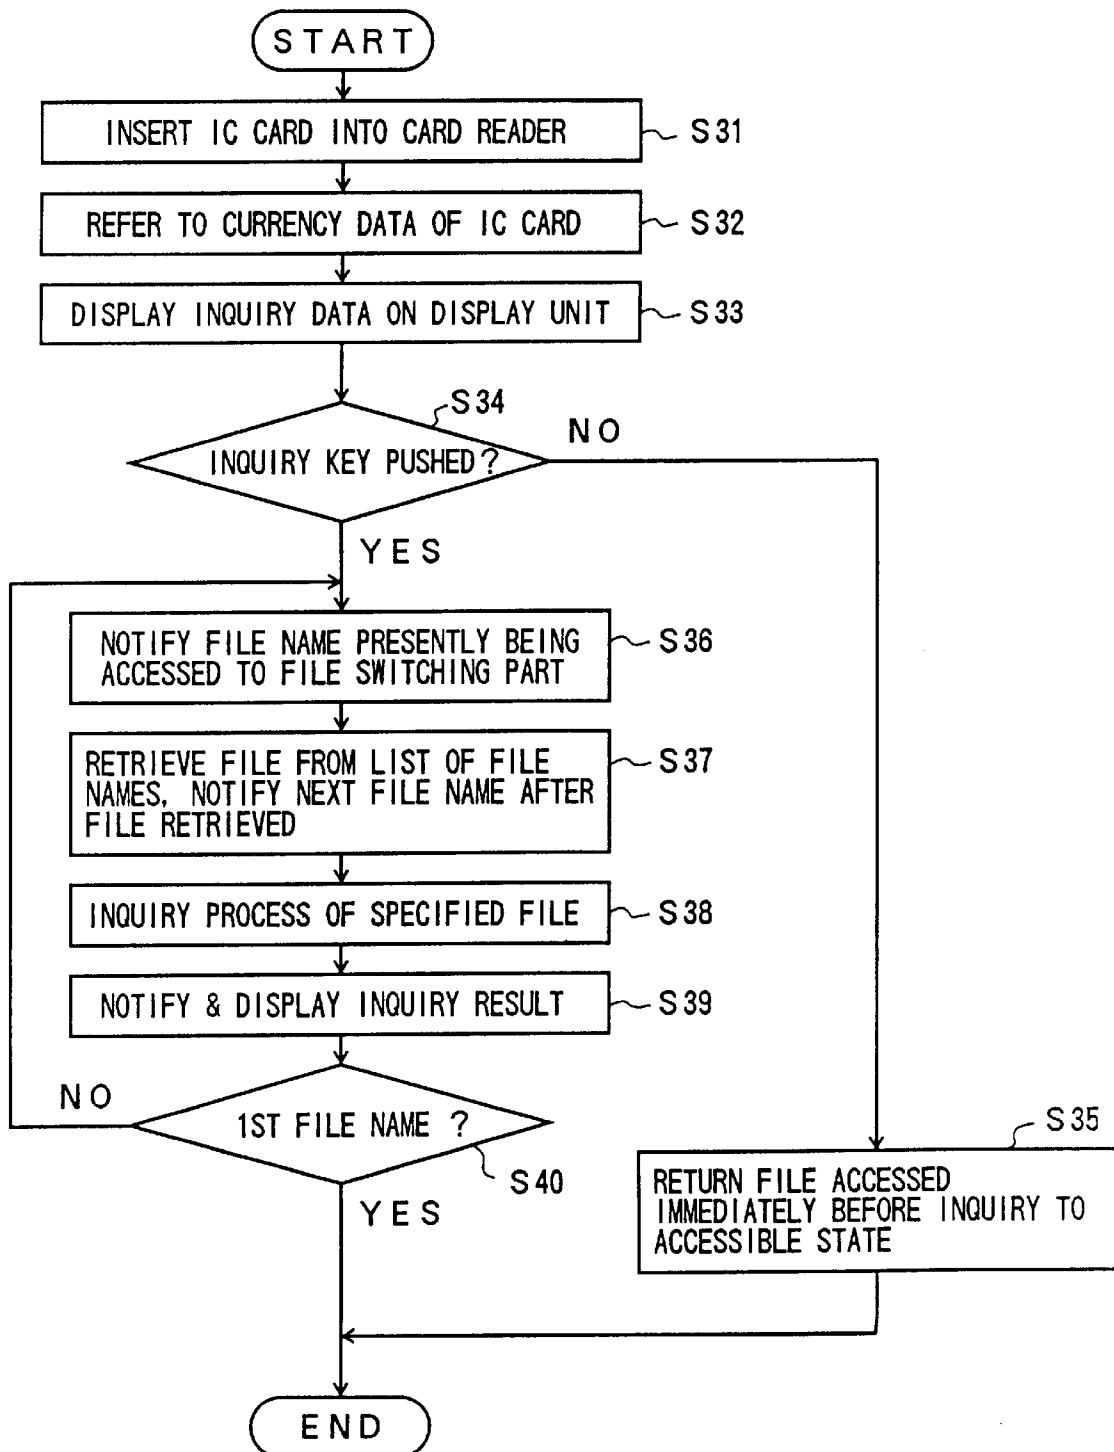 START
INSERT IC CARD INTO CARD READER
S31
REFER TO CURRENCY DATA OF IC CARD
S32
DISPLAY INQUIRY DATA ON DISPLAY UNIT
S33
S34
INQUIRY KEY PUSHED?
NO
YES
NOTIFY FILE NAME PRESENTLY BEING
ACCESSED TO FILE SWITCHING PART
S36
RETRIEVE FILE FROM LIST OF FILE
NAMES, NOTIFY NEXT FILE NAME AFTER
FILE RETRIEVED
S37
INQUIRY PROCESS OF SPECIFIED FILE
S38
NOTIFY & DISPLAY INQUIRY RESULT
S39
NO
1ST FILE NAME ?
S40
YES
S35
RETURN FILE ACCESSED
IMMEDIATELY BEFORE INQUIRY TO
ACCESSIBLE STATE
END